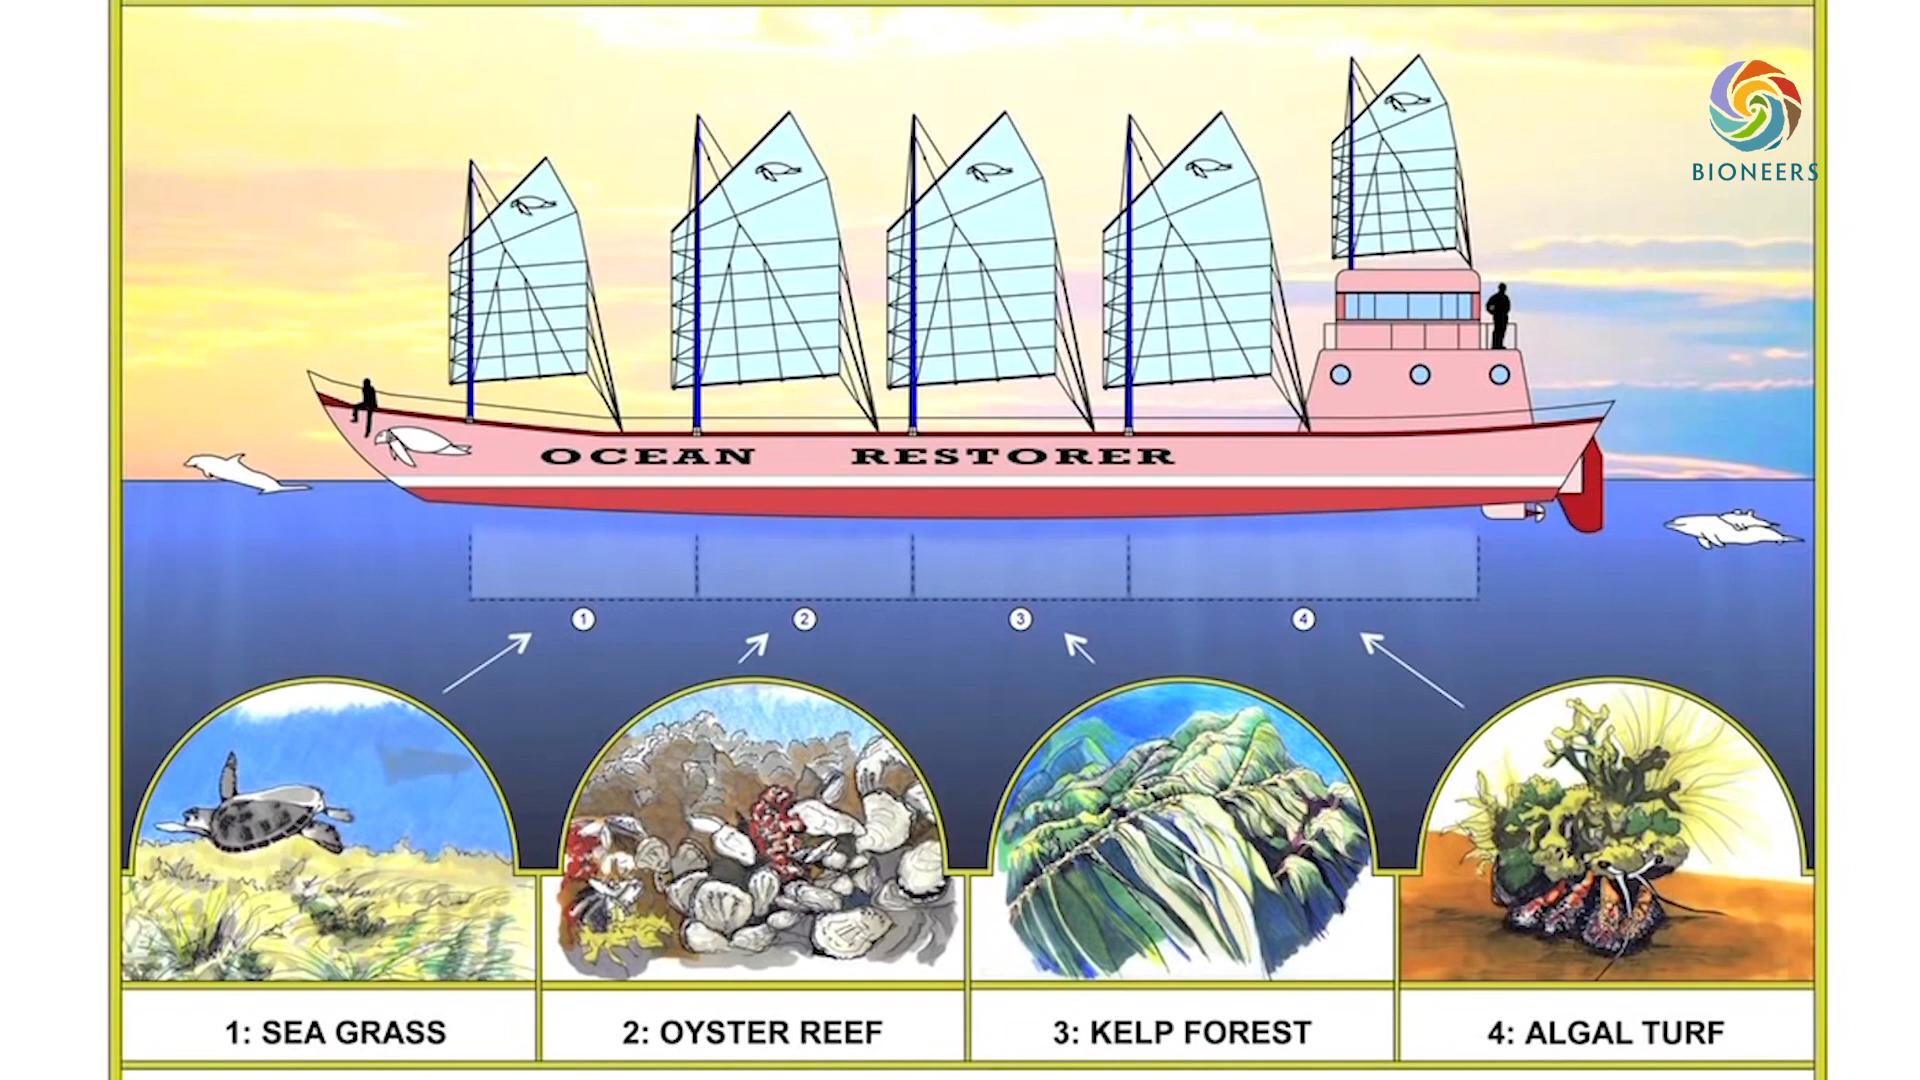 BIONEERS
OCEAN RESTORER
1
2
3
4
1: SEA GRASS
2: OYSTER REEF
3: KELP FOREST
4: ALGAL TURF